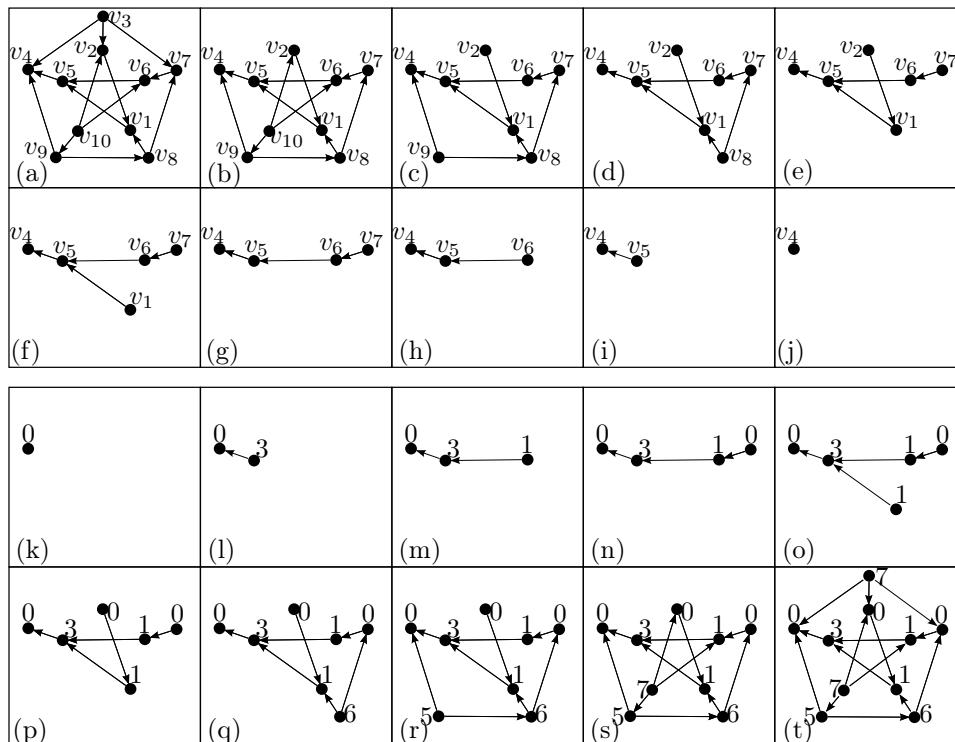 v3
v4 v2 v7
v5 v6
v10 v1
v9 v8
(a)
v2
v4 v5 v6 v7
v10 v1
v9 v8
(b)
v2
v4 v5 v6 v7
v1
v9 v8
(c)
v2
v4 v5 v6 v7
v1
v8
(d)
v2
v4 v5 v6 v7
v1
(e)
v4 v5 v6 v7
v1
(f)
v4 v5 v6 v7
(g)
v4 v5 v6
(h)
v4 v5
(i)
v4
(j)
0
(k)
0 3
(l)
0 3 1
(m)
0 3 1 0
(n)
0 3 1 0
1
(o)
0
0 3 1 0
1
(p)
0
0 3 1 0
1
6
(q)
0
0 3 1 0
1
5 6
(r)
0
0 3 1 0
7 1
5 6
(s)
7
0
0 3 1 0
7 1
5 6
(t)